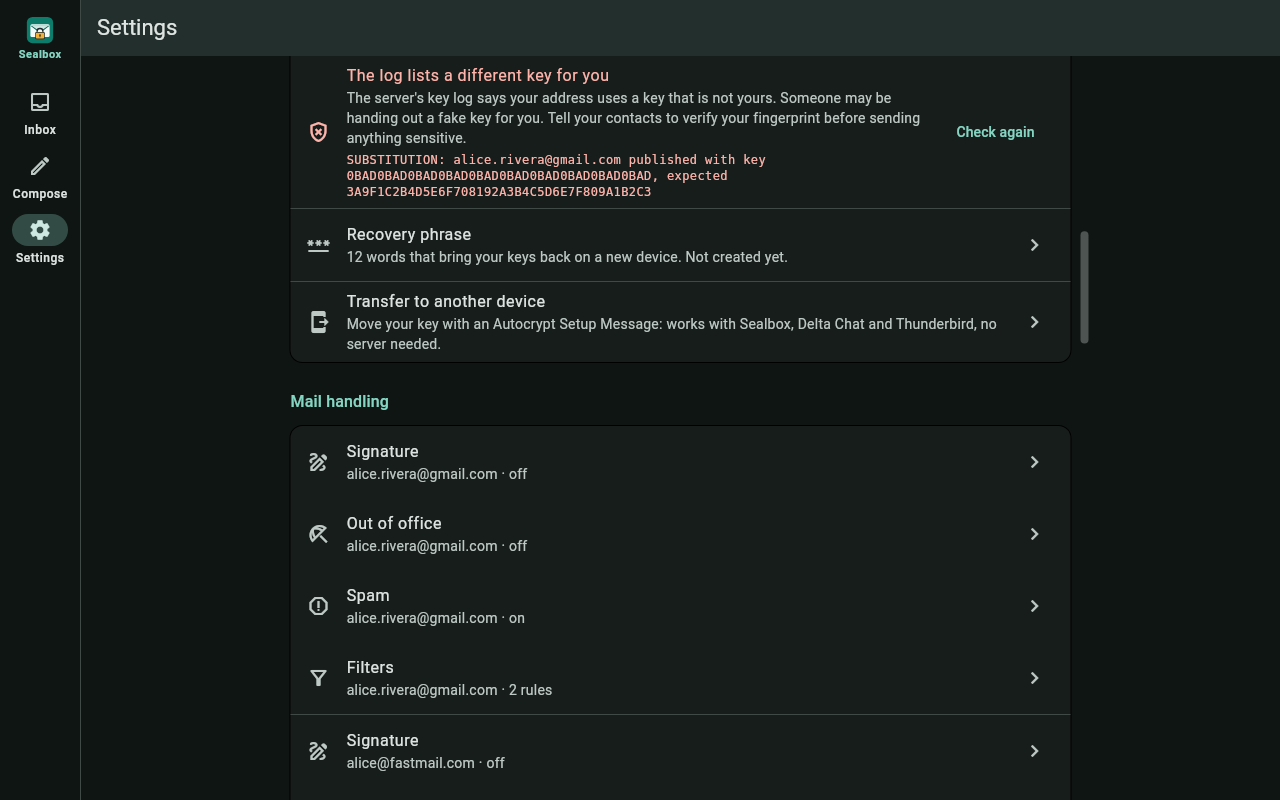 Settings
Sealbox
Inbox
Compose
Settings
The log lists a different key for you
The server's key log says your address uses a key that is not yours. Someone may be
handing out a fake key for you. Tell your contacts to verify your fingerprint before sending
anything sensitive.
SUBSTITUTION: alice.rivera@gmail.com published with key
0BAD0BAD0BAD0BAD0BAD0BAD0BAD0BAD0BAD0BAD, expected
3A9F1C2B4D5E6F708192A3B4C5D6E7F809A1B2C3
Check again
Recovery phrase
12 words that bring your keys back on a new device. Not created yet.
Transfer to another device
Move your key with an Autocrypt Setup Message: works with Sealbox, Delta Chat and Thunderbird, no
server needed.
Mail handling
Signature
alice.rivera@gmail.com · off
Out of office
alice.rivera@gmail.com · off
Spam
alice.rivera@gmail.com · on
Filters
alice.rivera@gmail.com · 2 rules
Signature
alice@fastmail.com · off